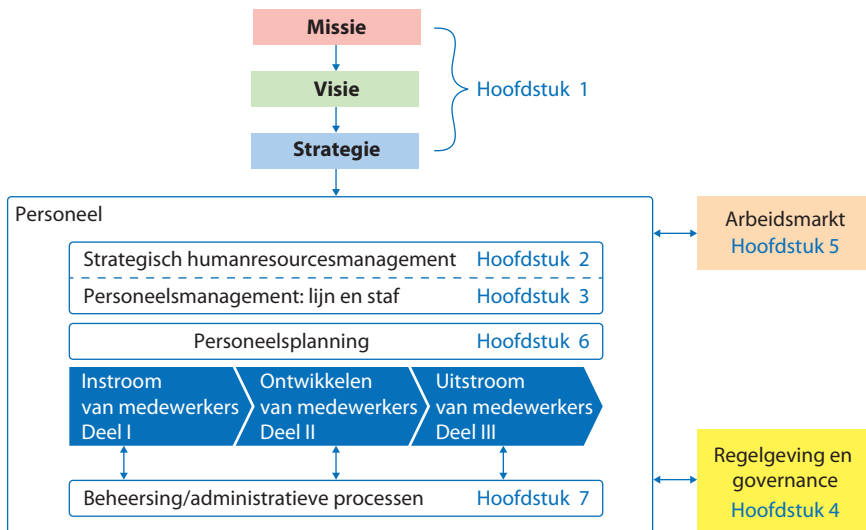 Missie
Visie
Strategie
Hoofdstuk 1
Personeel
Strategisch humanresourcesmanagement Hoofdstuk 2
Personeelsmanagement: lijn en staf Hoofdstuk 3
Personeelsplanning Hoofdstuk 6
Instroom
van medewerkers
Deel I
Ontwikkelen
van medewerkers
Deel II
Uitstroom
van medewerkers
Deel III
Beheersing/administratieve processen Hoofdstuk 7
Arbeidsmarkt
Hoofdstuk 5
Regelgeving en
governance
Hoofdstuk 4